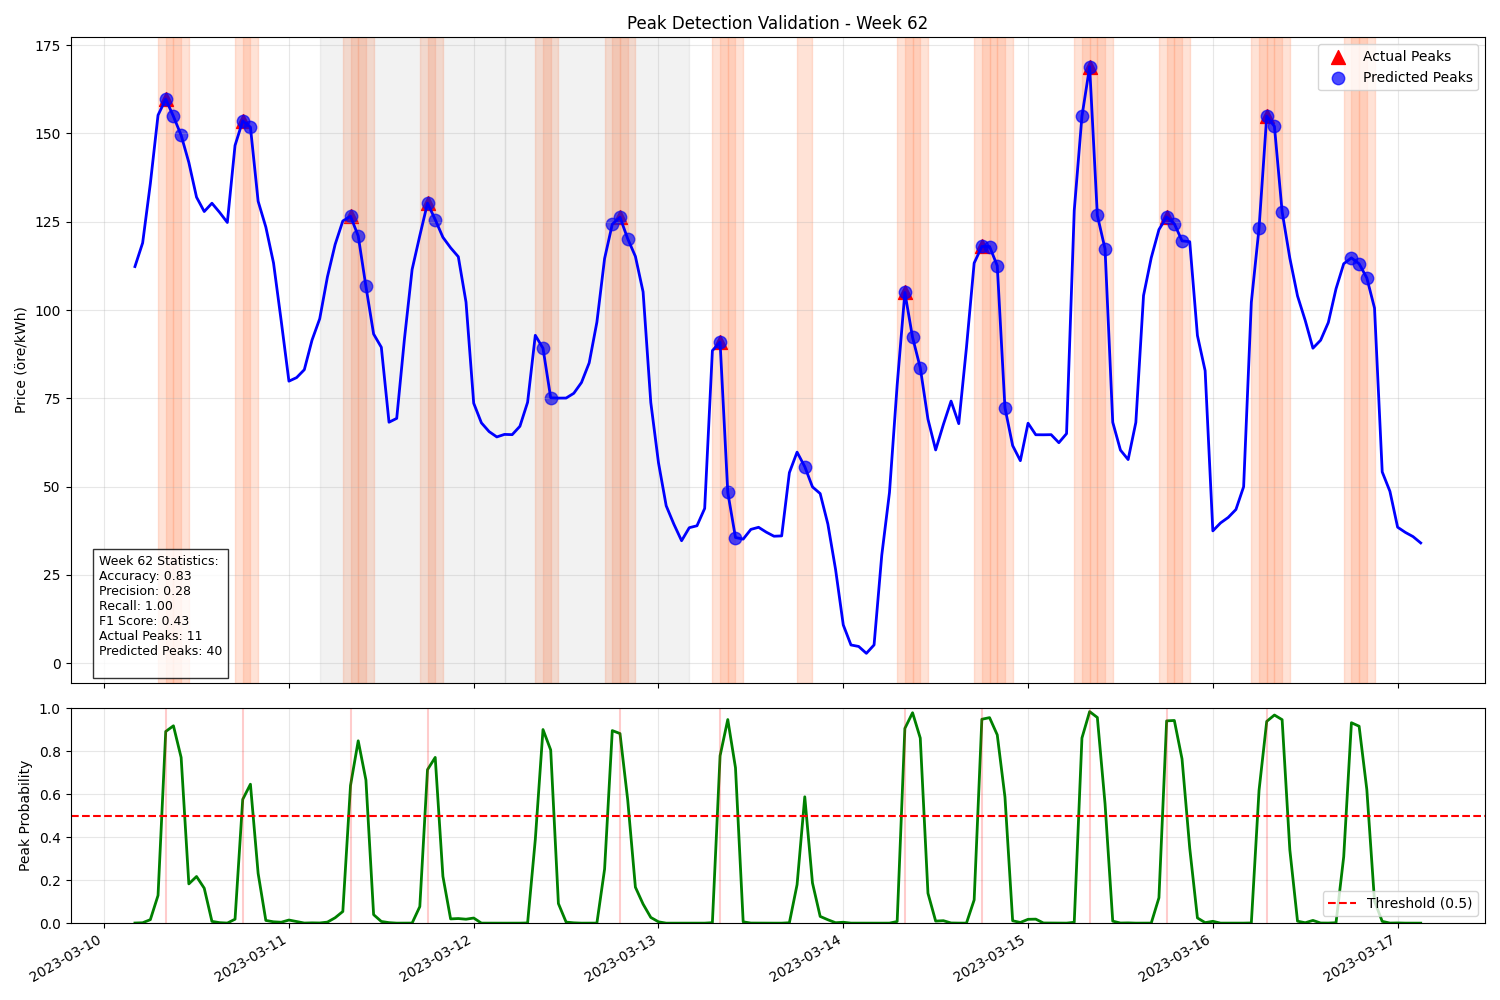 Peak Detection Validation - Week 62
Price (öre/kWh)
175
150
125
100
75
50
25
0
Actual Peaks
Predicted Peaks
Week 62 Statistics:
Accuracy: 0.83
Precision: 0.28
Recall: 1.00
F1 Score: 0.43
Actual Peaks: 11
Predicted Peaks: 40
Peak Probability
1.0
0.8
0.6
0.4
0.2
0.0
Threshold (0.5)
2023-03-10
2023-03-11
2023-03-12
2023-03-13
2023-03-14
2023-03-15
2023-03-16
2023-03-17